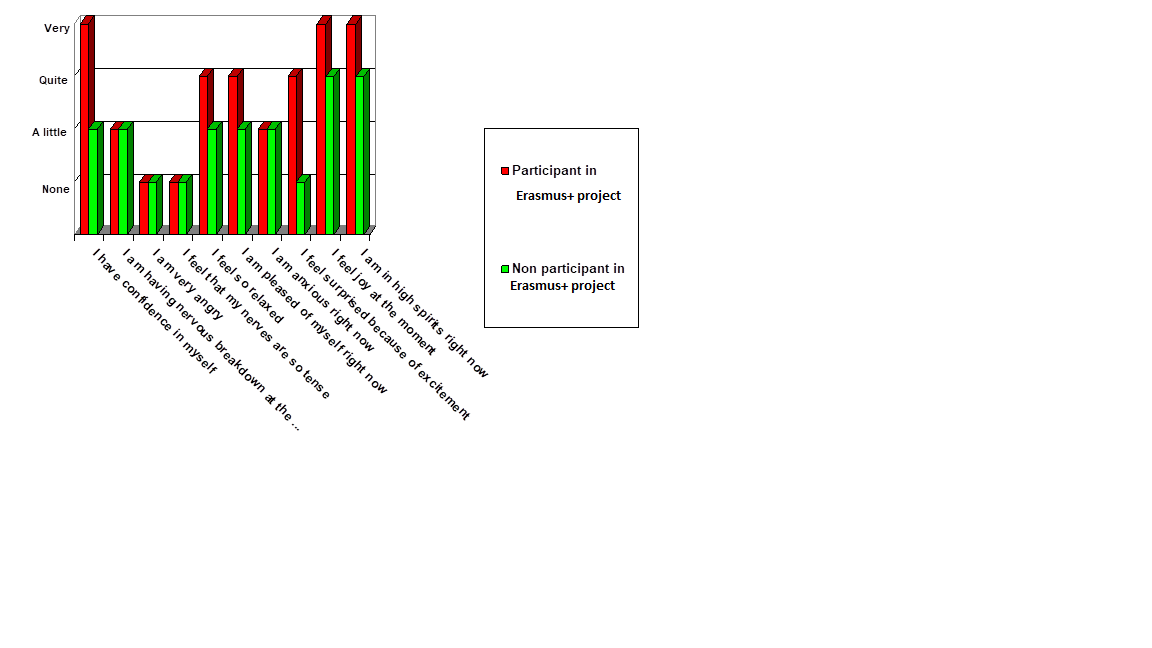 Very
Quite
A little
None
I have confidence in myself
I am having nervous breakdown at the ...
I am very angry
I feel that my nerves are so tense
I feel so relaxed
I am pleased of myself right now
I am anxious right now
I feel surprised because of excitement
I feel joy at the moment
I am in high spirits right now
Participant in
Erasmus+ project
Non participant in
Erasmus+ project